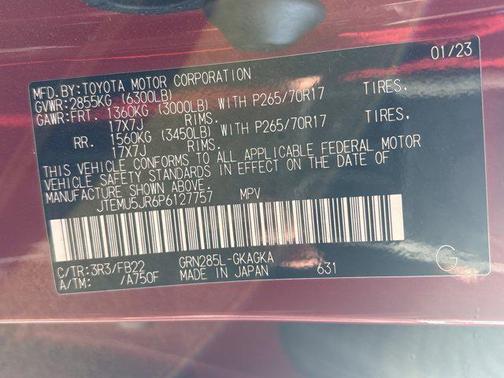 01/23
MFD.BY:TOYOTA MOTOR CORPORATION
GVWR:2855KG (6300LB)
GAWR:FRT. 1360KG (3000LB) WITH P265/70R17 TIRES.
17X7J RIMS.
RR. 1560KG (3450LB) WITH P265/70R17 TIRES.
17X7J RIMS.
THIS VEHICLE CONFORMS TO ALL APPLICABLE FEDERAL MOTOR
VEHICLE SAFETY STANDARDS IN EFFECT ON THE DATE OF
MANUFACTURE SHOWN ABOVE.
JTEMU5JR6P6127757 MPV
C/TR:3R3/FB22 GRN285L-GKAGKA
A/TM: /A750F MADE IN JAPAN 631 G